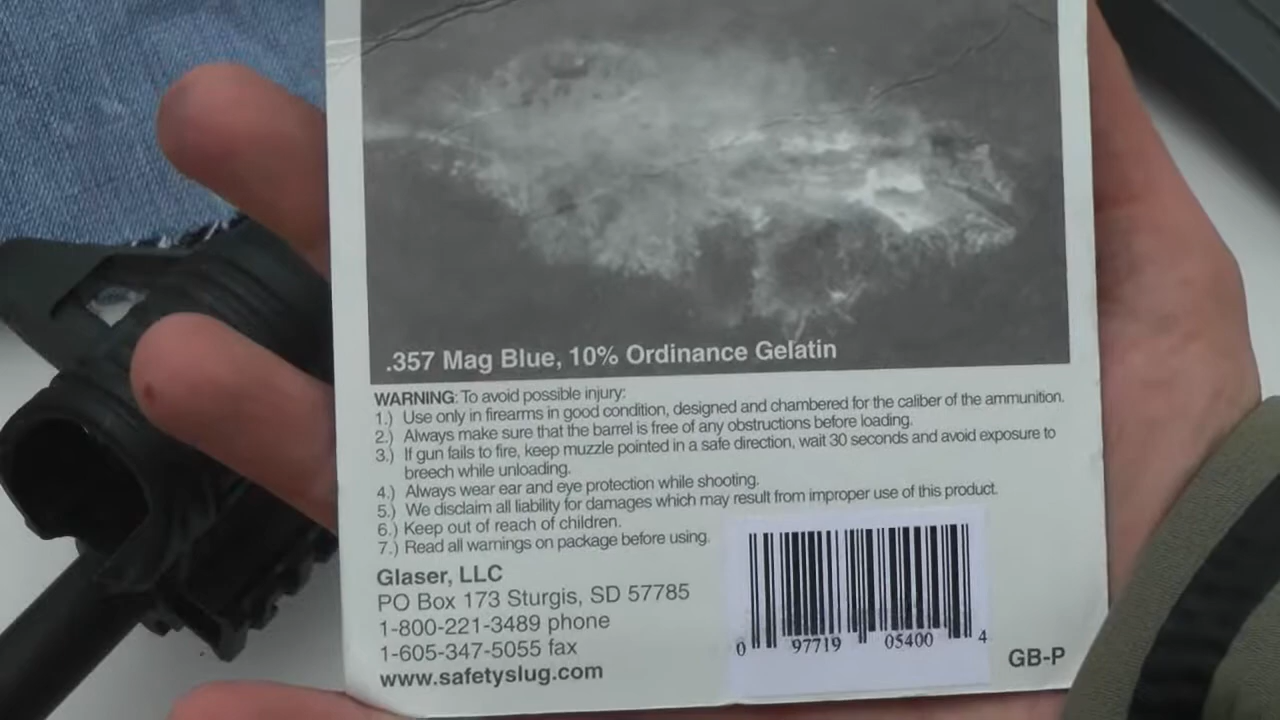 .357 Mag Blue, 10% Ordinance Gelatin
WARNING: To avoid possible injury:
1.) Use only in firearms in good condition, designed and chambered for the caliber of the ammunition.
2.) Always make sure that the barrel is free of any obstructions before loading.
3.) If gun fails to fire, keep muzzle pointed in a safe direction, wait 30 seconds and avoid exposure to
breech while unloading.
4.) Always wear ear and eye protection while shooting.
5.) We disclaim all liability for damages which may result from improper use of this product.
6.) Keep out of reach of children.
7.) Read all warnings on package before using.
Glaser, LLC
PO Box 173 Sturgis, SD 57785
1-800-221-3489 phone
1-605-347-5055 fax
www.safetyslug.com
0 97719 05400 4
GB-P